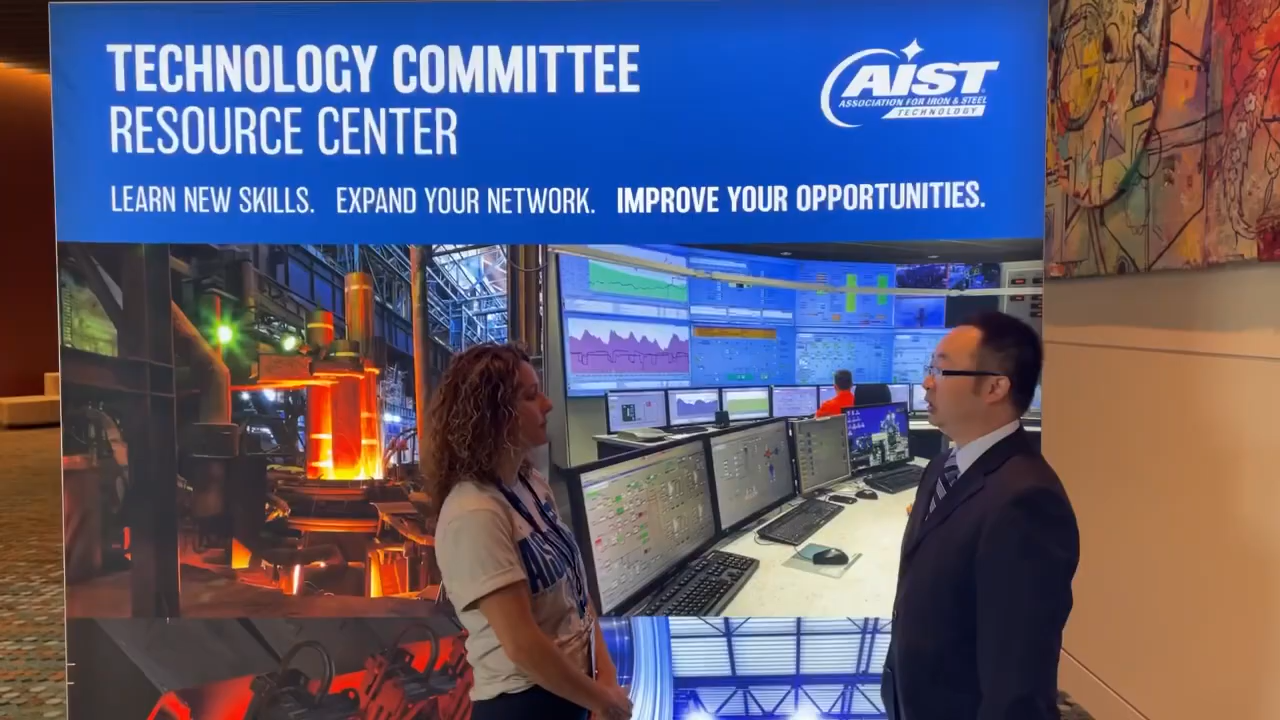 TECHNOLOGY COMMITTEE
RESOURCE CENTER
AIST
ASSOCIATION FOR IRON & STEEL
TECHNOLOGY
LEARN NEW SKILLS. EXPAND YOUR NETWORK. IMPROVE YOUR OPPORTUNITIES.
AIST